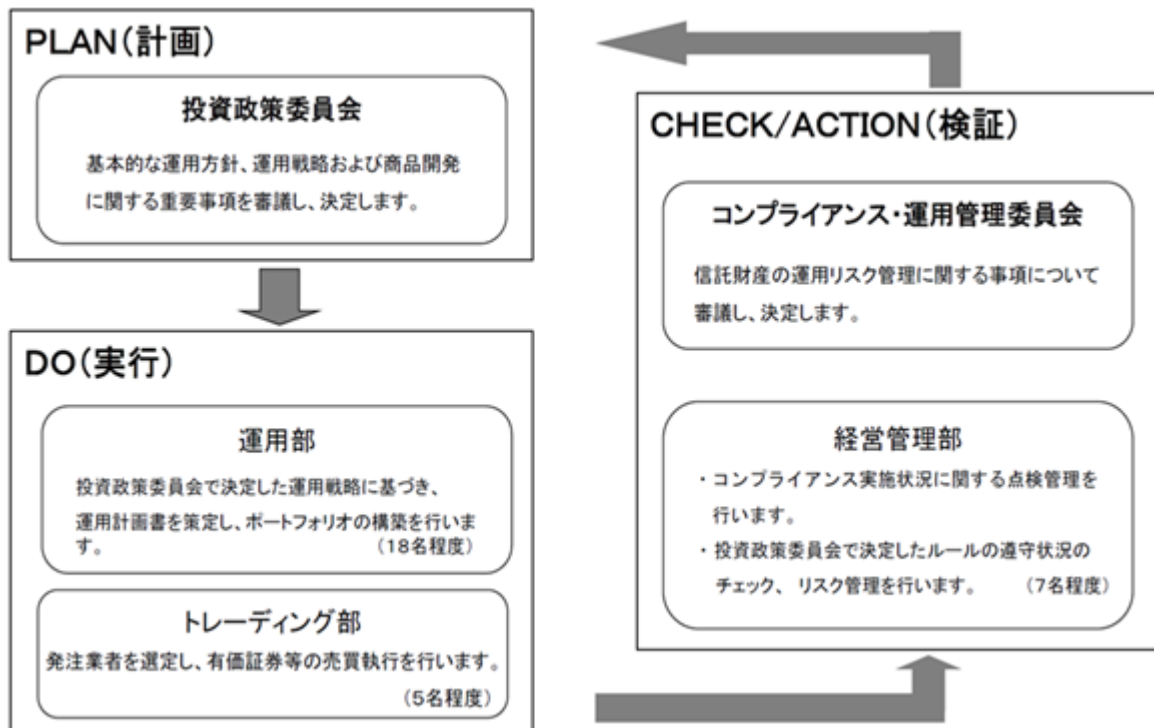 PLAN(計画)
投資政策委員会
基本的な運用方針、運用戦略および商品開発
に関する重要事項を審議し、決定します。
DO(実行)
運用部
投資政策委員会で決定した運用戦略に基づき、
運用計画書を策定し、ポートフォリオの構築を行いま
す。 (18名程度)
トレーディング部
発注業者を選定し、有価証券等の売買執行を行います。
(5名程度)
CHECK/ACTION(検証)
コンプライアンス・運用管理委員会
信託財産の運用リスク管理に関する事項について
審議し、決定します。
経営管理部
・コンプライアンス実施状況に関する点検管理を
行います。
・投資政策委員会で決定したルールの遵守状況の
チェック、リスク管理を行います。 (7名程度)